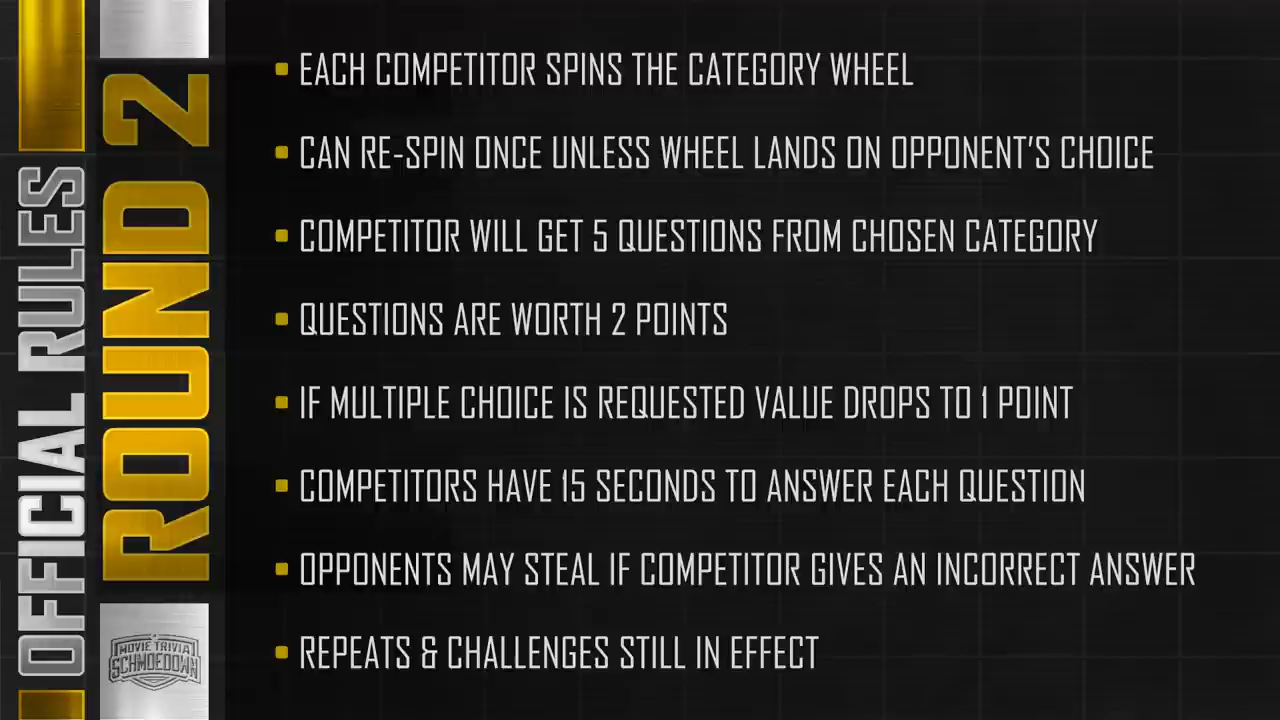 OFFICIAL RULES
ROUND 2
MOVIE TRIVIA
SCHMOEDOWN
EACH COMPETITOR SPINS THE CATEGORY WHEEL
CAN RE-SPIN ONCE UNLESS WHEEL LANDS ON OPPONENT'S CHOICE
COMPETITOR WILL GET 5 QUESTIONS FROM CHOSEN CATEGORY
QUESTIONS ARE WORTH 2 POINTS
IF MULTIPLE CHOICE IS REQUESTED VALUE DROPS TO 1 POINT
COMPETITORS HAVE 15 SECONDS TO ANSWER EACH QUESTION
OPPONENTS MAY STEAL IF COMPETITOR GIVES AN INCORRECT ANSWER
REPEATS & CHALLENGES STILL IN EFFECT